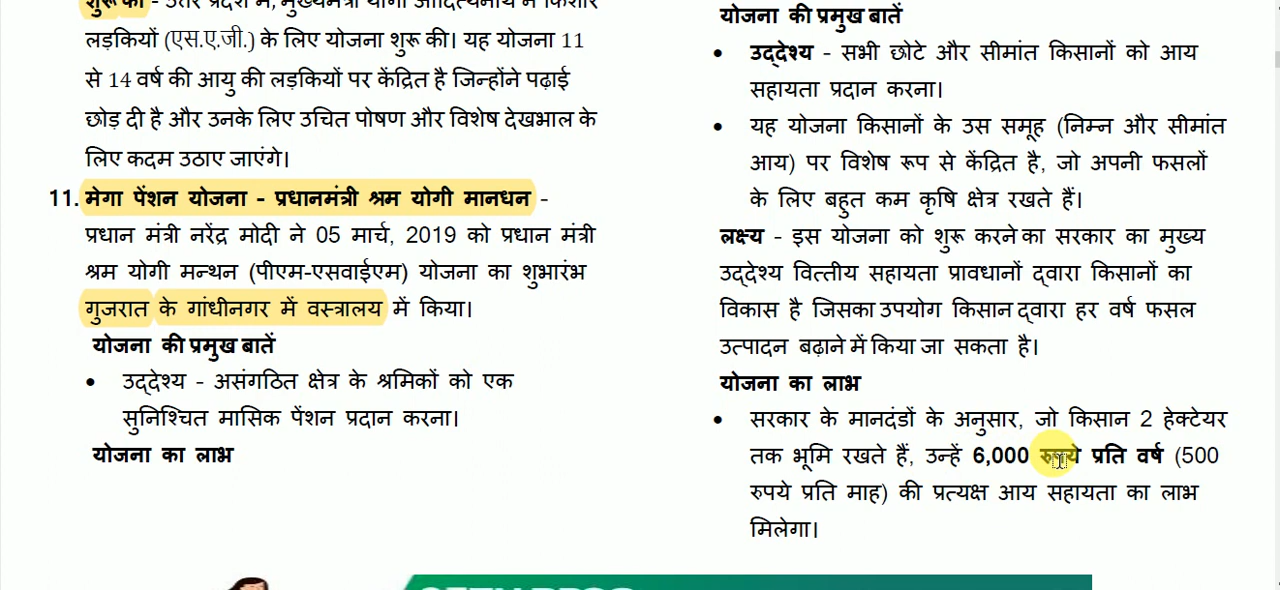 शुरू की - उत्तर प्रदेश में, मुख्यमंत्री योगी आदित्यनाथ ने किशोर
लड़कियों (एस.ए.जी.) के लिए योजना शुरू की। यह योजना 11
से 14 वर्ष की आयु की लड़कियों पर केंद्रित है जिन्होंने पढ़ाई
छोड़ दी है और उनके लिए उचित पोषण और विशेष देखभाल के
लिए कदम उठाए जाएंगे।
11. मेगा पेंशन योजना - प्रधानमंत्री श्रम योगी मानधन -
प्रधान मंत्री नरेंद्र मोदी ने 05 मार्च, 2019 को प्रधान मंत्री
श्रम योगी मन्थन (पीएम-एसवाईएम) योजना का शुभारंभ
गुजरात के गांधीनगर में वस्त्रालय में किया।
योजना की प्रमुख बातें
• उद्देश्य - असंगठित क्षेत्र के श्रमिकों को एक
सुनिश्चित मासिक पेंशन प्रदान करना।
योजना का लाभ
योजना की प्रमुख बातें
• उद्देश्य - सभी छोटे और सीमांत किसानों को आय
सहायता प्रदान करना।
• यह योजना किसानों के उस समूह (निम्न और सीमांत
आय) पर विशेष रूप से केंद्रित है, जो अपनी फसलों
के लिए बहुत कम कृषि क्षेत्र रखते हैं।
लक्ष्य - इस योजना को शुरू करने का सरकार का मुख्य
उद्देश्य वित्तीय सहायता प्रावधानों द्वारा किसानों का
विकास है जिसका उपयोग किसान द्वारा हर वर्ष फसल
उत्पादन बढ़ाने में किया जा सकता है।
योजना का लाभ
• सरकार के मानदंडों के अनुसार, जो किसान 2 हेक्टेयर
तक भूमि रखते हैं, उन्हें 6,000 रुपये प्रति वर्ष (500
रुपये प्रति माह) की प्रत्यक्ष आय सहायता का लाभ
मिलेगा।